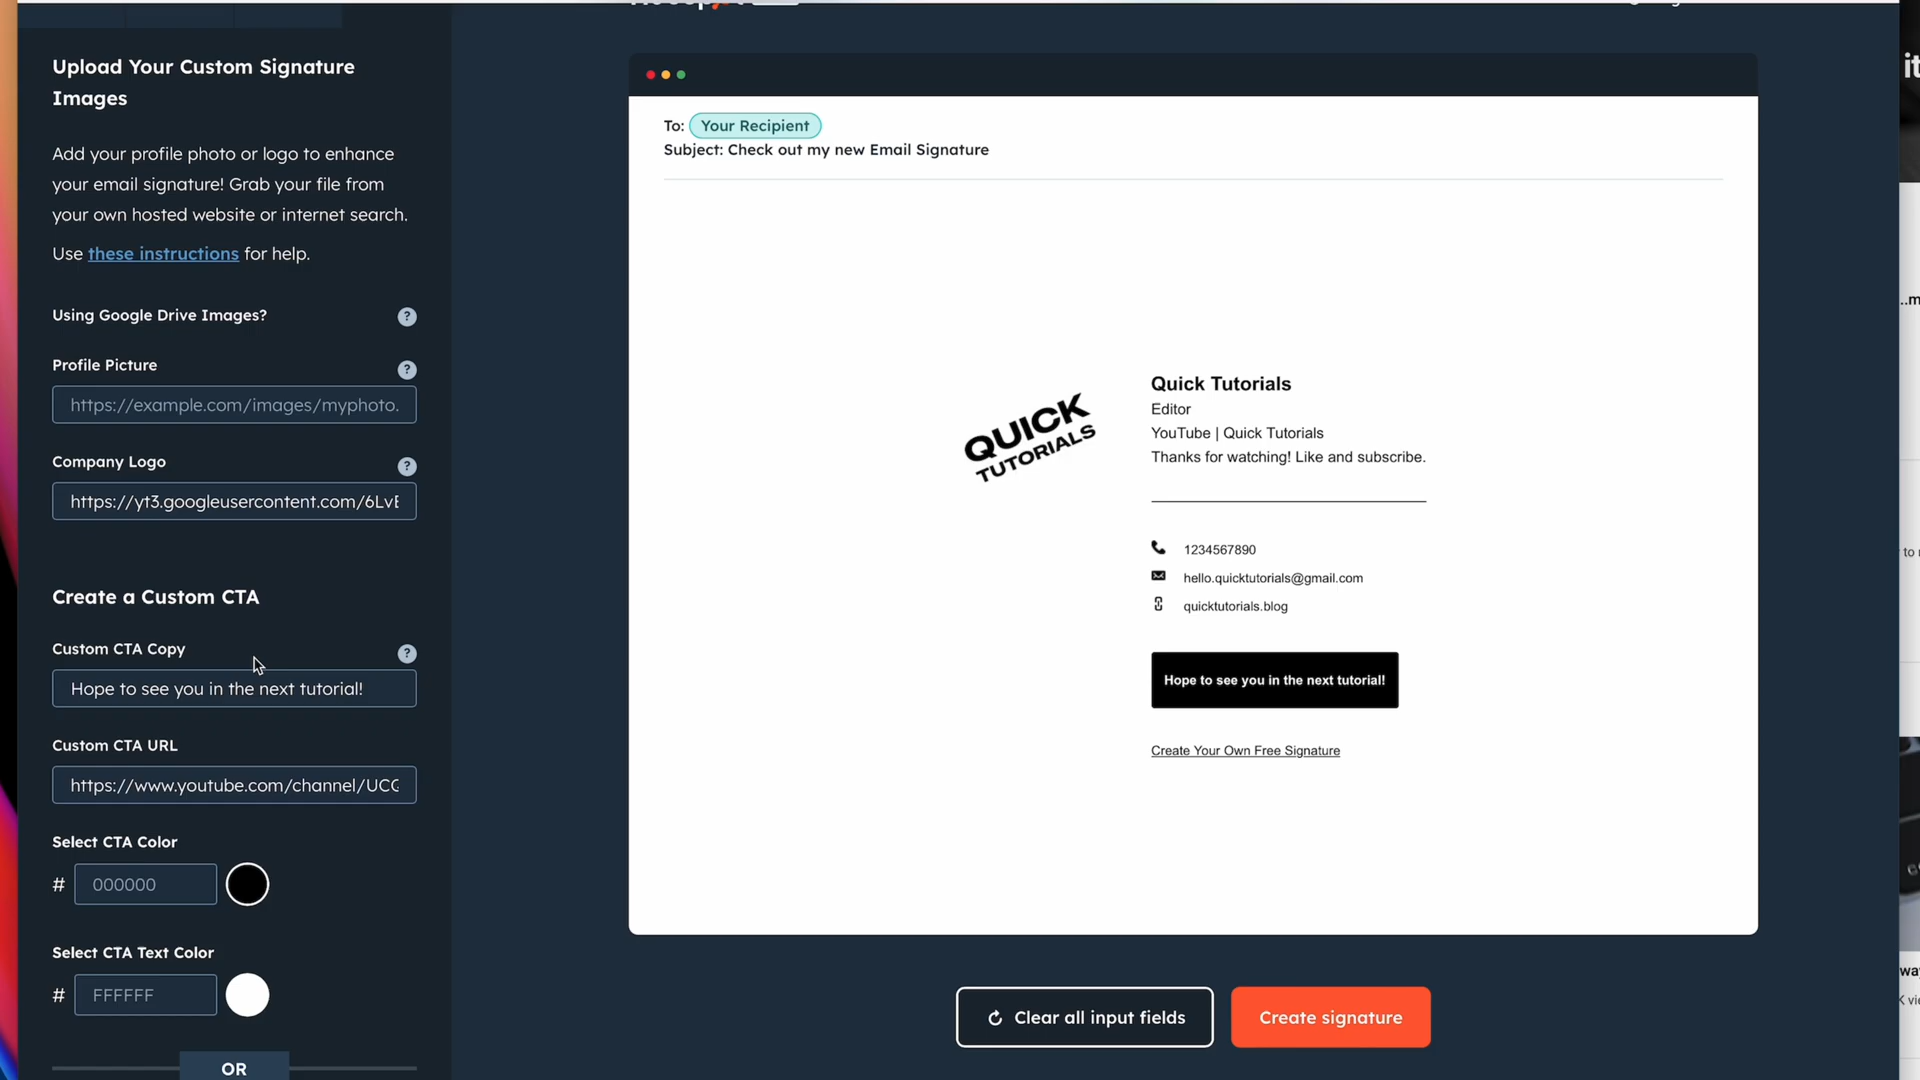 Upload Your Custom Signature
Images
Add your profile photo or logo to enhance
your email signature! Grab your file from
your own hosted website or internet search.
Use these instructions for help.
Using Google Drive Images?
?
Profile Picture
?
https://example.com/images/myphoto.
Company Logo
?
https://yt3.googleusercontent.com/6LvE
Create a Custom CTA
Custom CTA Copy
?
Hope to see you in the next tutorial!
Custom CTA URL
https://www.youtube.com/channel/UCC
Select CTA Color
# 000000
Select CTA Text Color
# FFFFFF
OR
To: Your Recipient
Subject: Check out my new Email Signature
QUICK
TUTORIALS
Quick Tutorials
Editor
YouTube | Quick Tutorials
Thanks for watching! Like and subscribe.
1234567890
hello.quicktutorials@gmail.com
quicktutorials.blog
Hope to see you in the next tutorial!
Create Your Own Free Signature
Clear all input fields
Create signature
it
..m
to